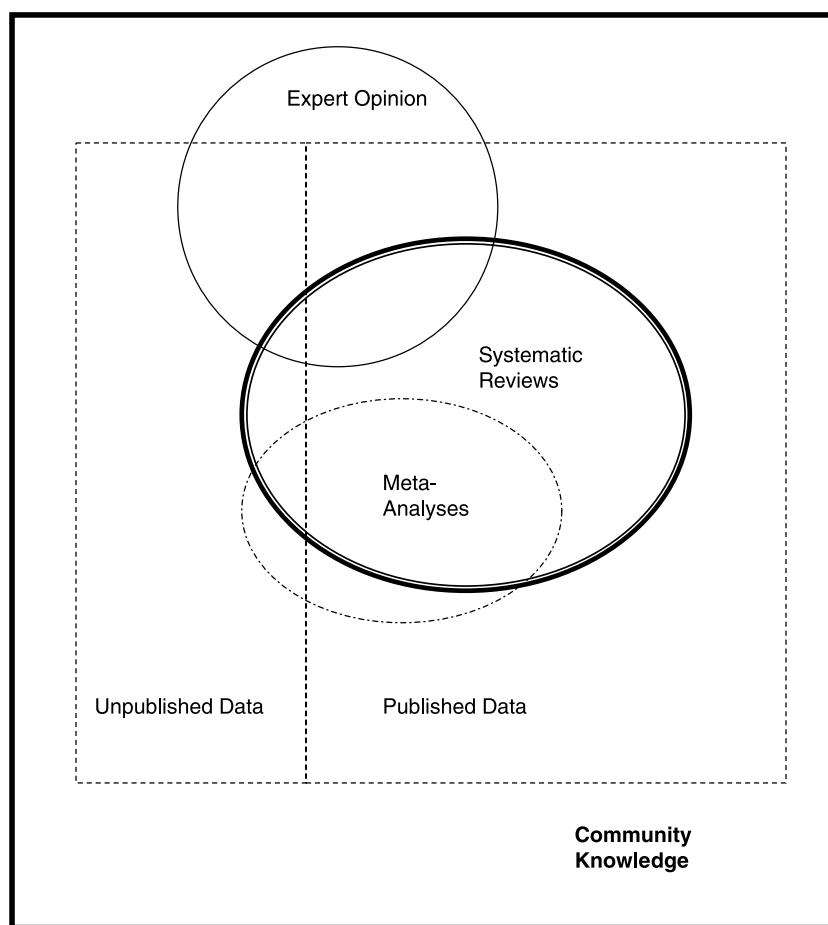 Expert Opinion
Systematic
Reviews
Meta-
Analyses
Unpublished Data
Published Data
Community
Knowledge